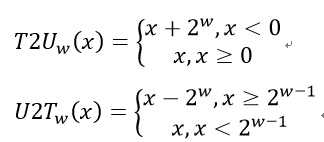 T2U_w(x) = { x + 2^w, x < 0
x, x ≥ 0 ↵
U2T_w(x) = { x − 2^w, x ≥ 2^{w−1}
x, x < 2^{w−1} ↵